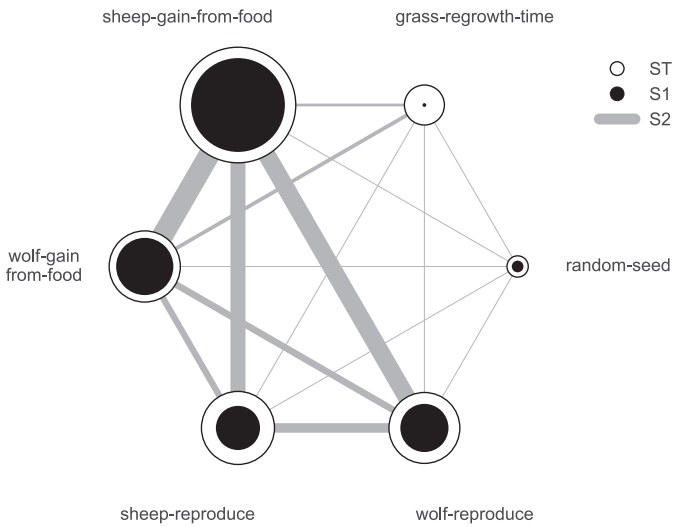 sheep-gain-from-food
grass-regrowth-time
ST
S1
S2
wolf-gain
from-food
random-seed
sheep-reproduce
wolf-reproduce